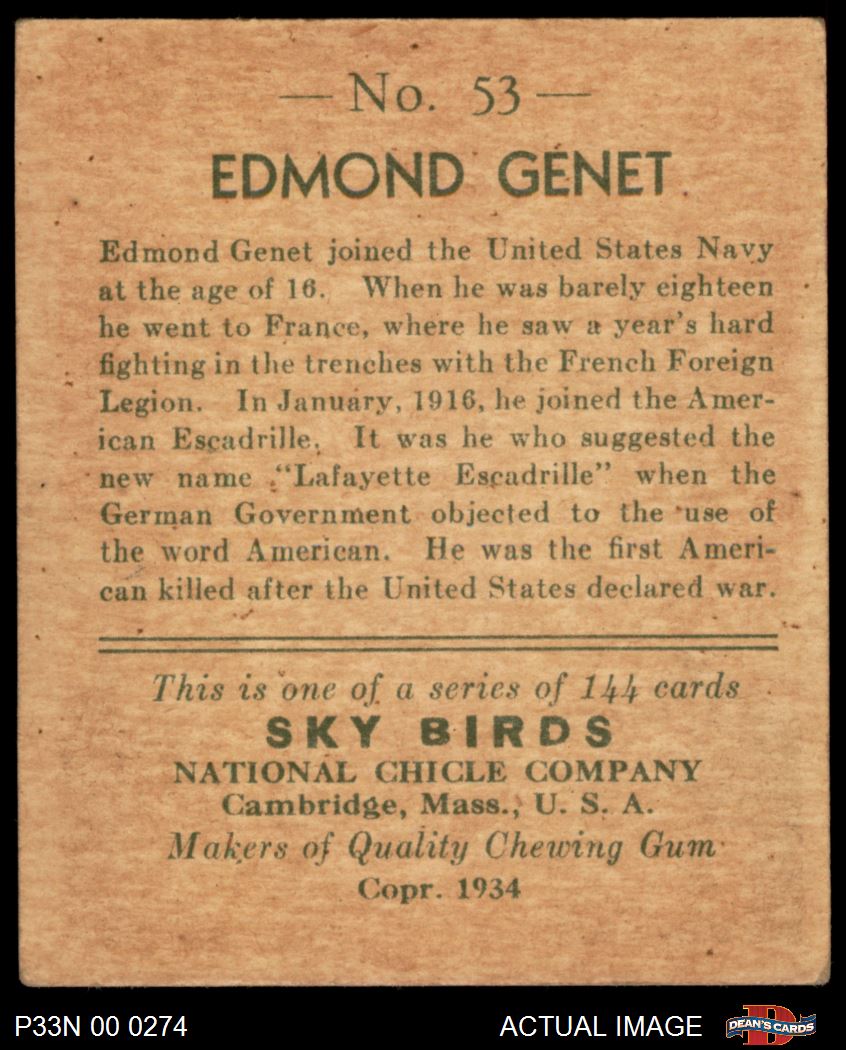 — No. 53 —
EDMOND GENET
Edmond Genet joined the United States Navy
at the age of 16. When he was barely eighteen
he went to France, where he saw a year's hard
fighting in the trenches with the French Foreign
Legion. In January, 1916, he joined the Amer-
ican Escadrille. It was he who suggested the
new name "Lafayette Escadrille" when the
German Government objected to the use of
the word American. He was the first Ameri-
can killed after the United States declared war.
This is one of a series of 144 cards
SKY BIRDS
NATIONAL CHICLE COMPANY
Cambridge, Mass., U. S. A.
Makers of Quality Chewing Gum
Copr. 1934
P33N 00 0274
ACTUAL IMAGE
D
DEAN'S CARDS